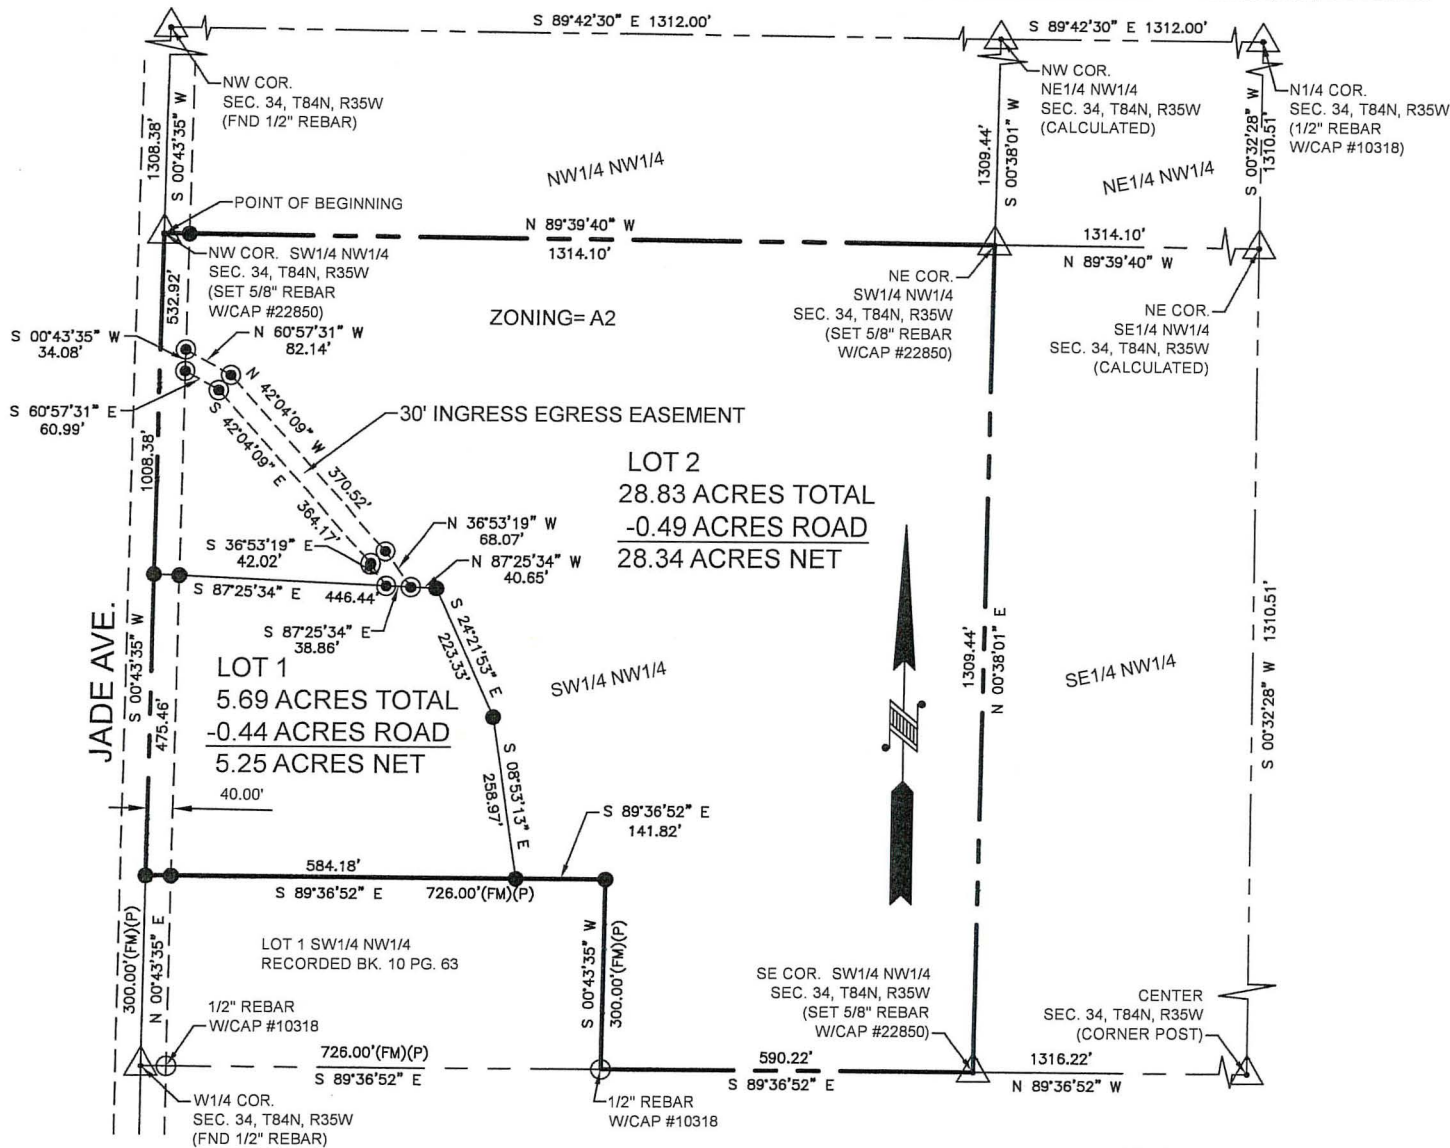 S 89°42'30" E 1312.00'
S 89°42'30" E 1312.00'
NW COR.
SEC. 34, T84N, R35W
(FND 1/2" REBAR)
NW COR.
NE1/4 NW1/4
SEC. 34, T84N, R35W
(CALCULATED)
N1/4 COR.
SEC. 34, T84N, R35W
(1/2" REBAR
W/CAP #10318)
1308.38'
S 00°43'35" W
1309.44'
S 00°38'01" W
S 00°32'28" W
1310.51'
NW1/4 NW1/4
NE1/4 NW1/4
POINT OF BEGINNING
N 89°39'40" W
1314.10'
1314.10'
N 89°39'40" W
NW COR. SW1/4 NW1/4
SEC. 34, T84N, R35W
(SET 5/8" REBAR
W/CAP #22850)
NE COR.
SW1/4 NW1/4
SEC. 34, T84N, R35W
(SET 5/8" REBAR
W/CAP #22850)
NE COR.
SE1/4 NW1/4
SEC. 34, T84N, R35W
(CALCULATED)
532.92'
ZONING= A2
S 00°43'35" W
34.08'
N 60°57'31" W
82.14'
S 60°57'31" E
60.99'
N 42°04'09" W
370.52'
S 42°04'09" E
364.17'
30' INGRESS EGRESS EASEMENT
1008.38'
LOT 2
28.83 ACRES TOTAL
-0.49 ACRES ROAD
28.34 ACRES NET
S 36°53'19" E
42.02'
N 36°53'19" W
68.07'
N 87°25'34" W
40.65'
S 87°25'34" E
446.44'
S 87°25'34" E
38.86'
S 24°21'53" E
223.33'
JADE AVE.
S 00°43'35" W
475.46'
LOT 1
5.69 ACRES TOTAL
-0.44 ACRES ROAD
5.25 ACRES NET
40.00'
SW1/4 NW1/4
1309.44'
N 00°38'01" E
SE1/4 NW1/4
S 00°32'28" W 1310.51'
S 08°53'13" E
258.97'
S 89°36'52" E
141.82'
584.18'
S 89°36'52" E
726.00'(FM)(P)
300.00'(FM)(P)
N 00°43'35" E
LOT 1 SW1/4 NW1/4
RECORDED BK. 10 PG. 63
S 00°43'35" W
300.00'(FM)(P)
1/2" REBAR
W/CAP #10318
SE COR. SW1/4 NW1/4
SEC. 34, T84N, R35W
(SET 5/8" REBAR
W/CAP #22850)
CENTER
SEC. 34, T84N, R35W
(CORNER POST)
726.00'(FM)(P)
S 89°36'52" E
590.22'
S 89°36'52" E
1316.22'
N 89°36'52" W
W1/4 COR.
SEC. 34, T84N, R35W
(FND 1/2" REBAR)
1/2" REBAR
W/CAP #10318